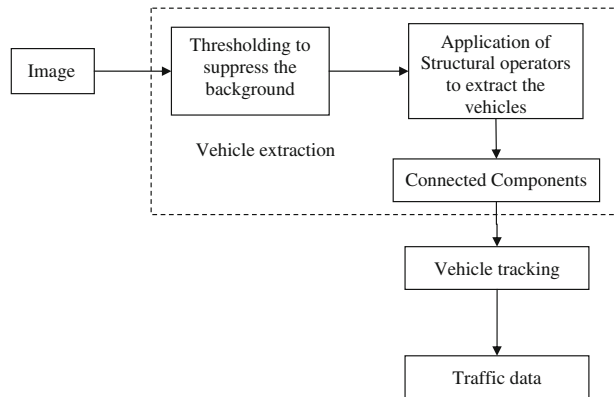 Image
Thresholding to
suppress the
background
Application of
Structural operators
to extract the
vehicles
Vehicle extraction
Connected Components
Vehicle tracking
Traffic data